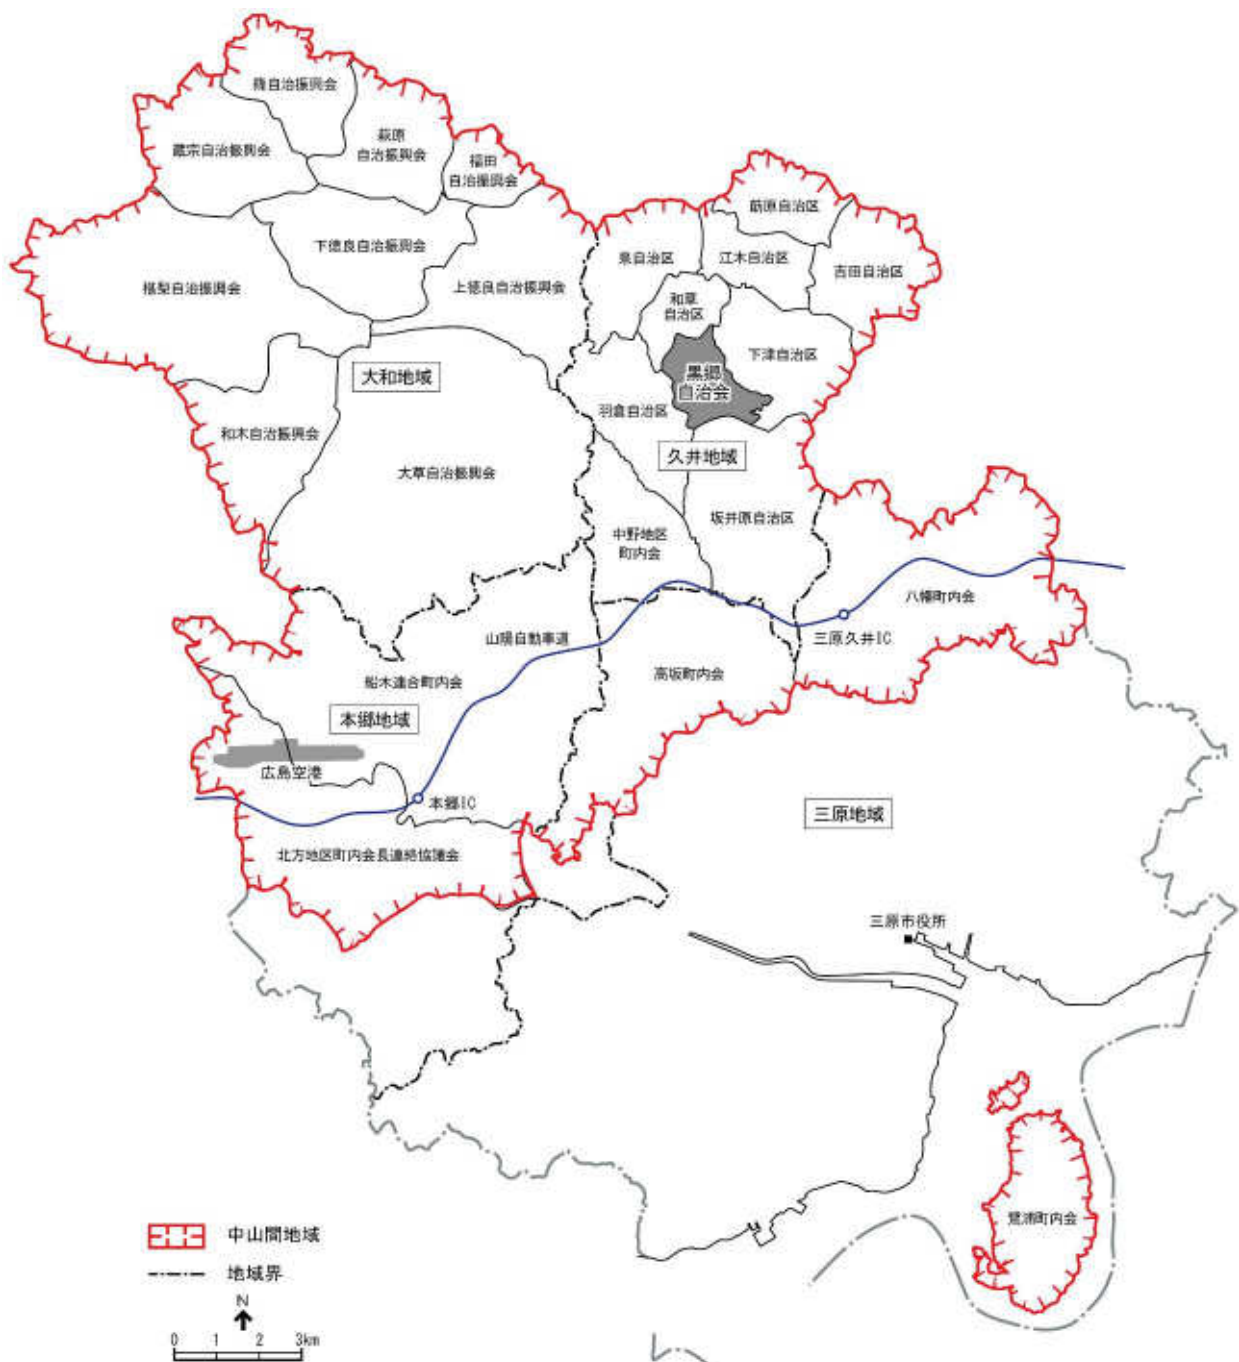 篠自治振興会
蔵宗自治振興会
萩原
自治振興会
福田
自治振興会
下徳良自治振興会
椹梨自治振興会
上徳良自治振興会
大和地域
和木自治振興会
大草自治振興会
莇原自治区
泉自治区
江木自治区
吉田自治区
和草
自治区
下津自治区
黒郷
自治会
羽倉自治区
久井地域
坂井原自治区
中野地区
町内会
八幡町内会
山陽自動車道
三原久井IC
高坂町内会
船木連合町内会
本郷地域
広島空港
本郷IC
三原地域
北方地区町内会長連絡協議会
三原市役所
鷺浦町内会
中山間地域
地域界
N
0 1 2 3km